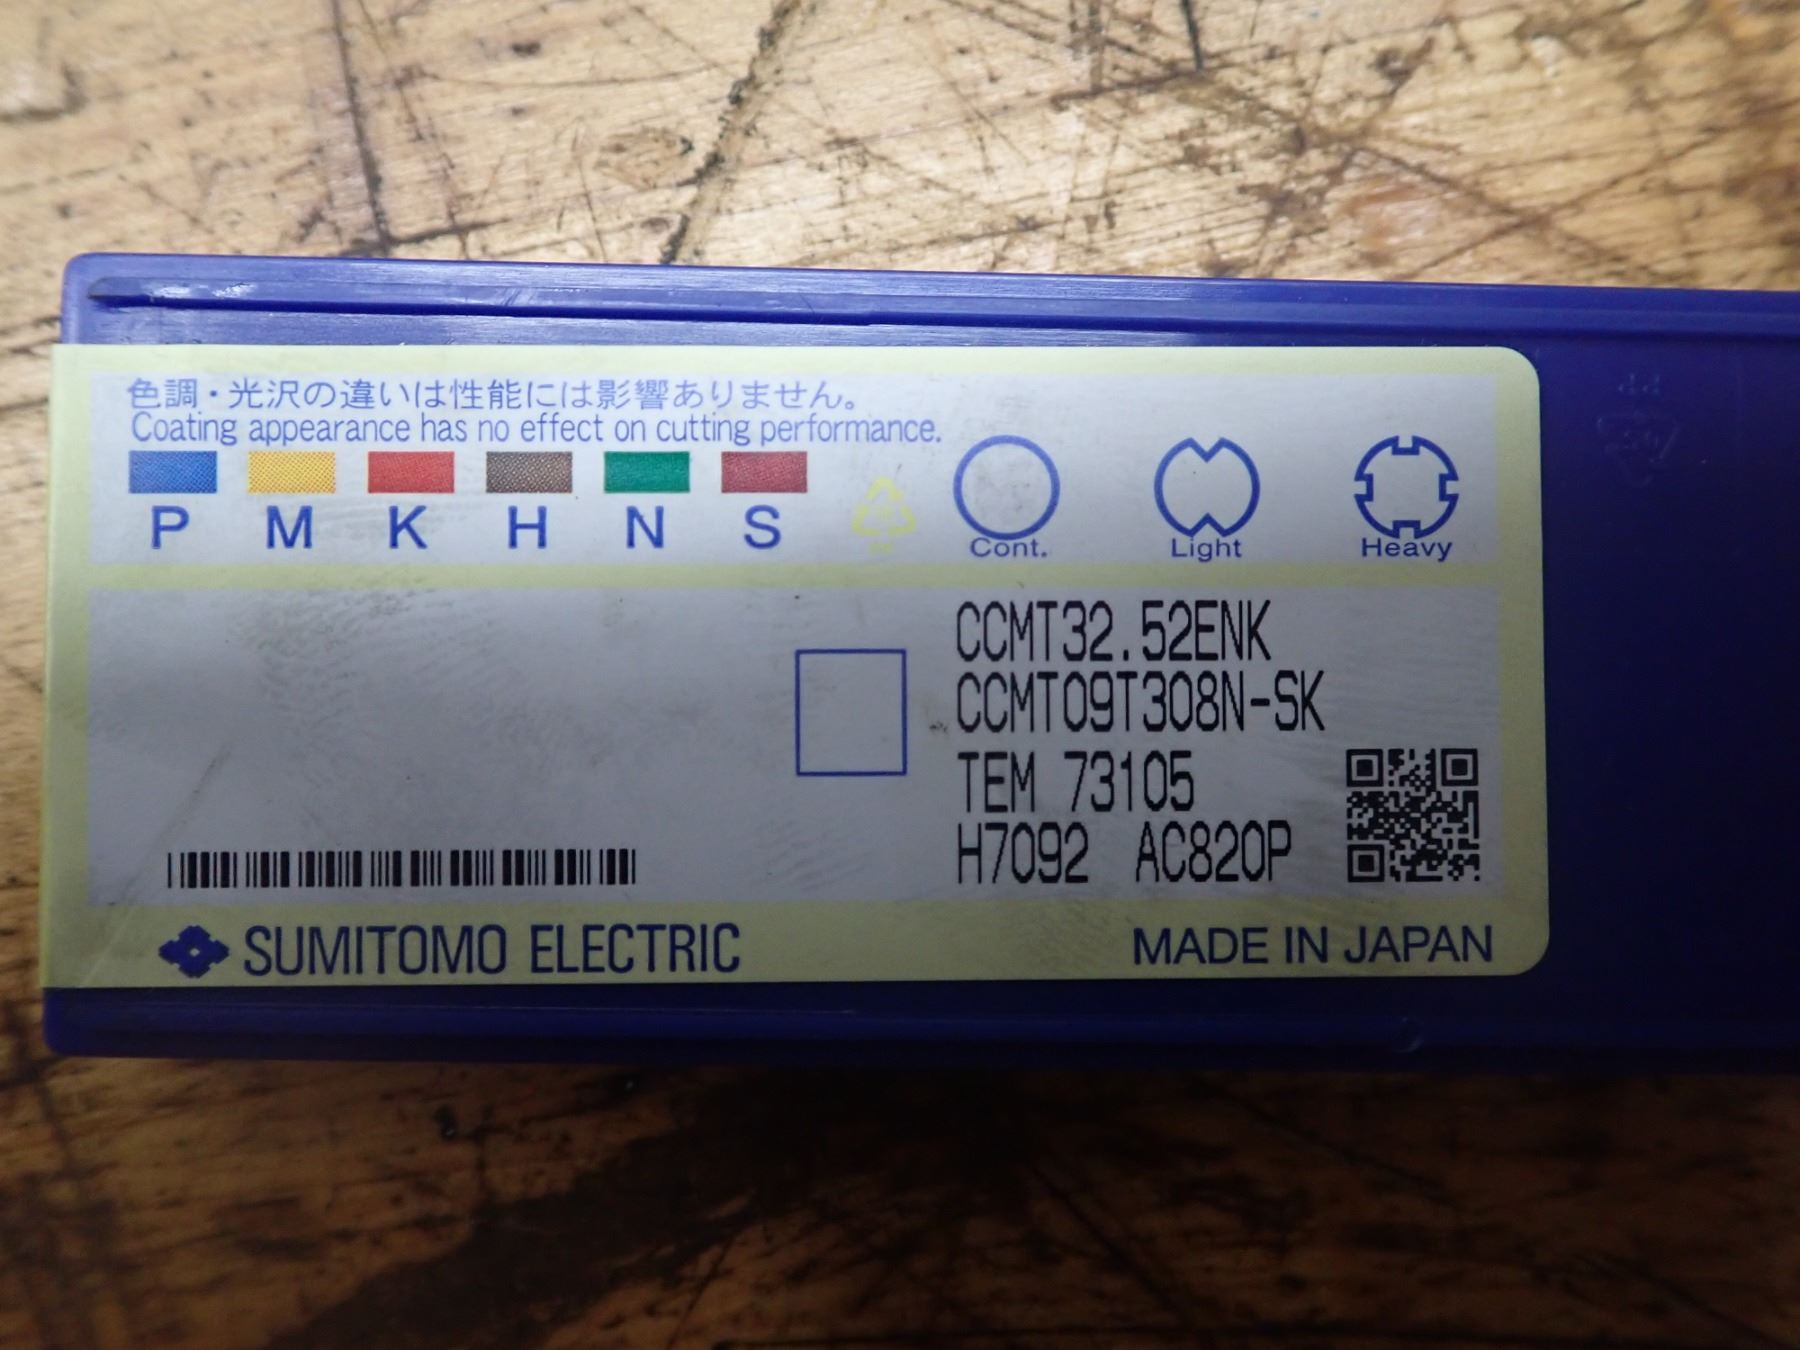 色調・光沢の違いは性能には影響ありません。
Coating appearance has no effect on cutting performance.
P M K H N S
Cont. Light Heavy
CCMT32.52ENK
CCMT09T308N-SK
TEM 73105
H7092 AC820P
SUMITOMO ELECTRIC
MADE IN JAPAN